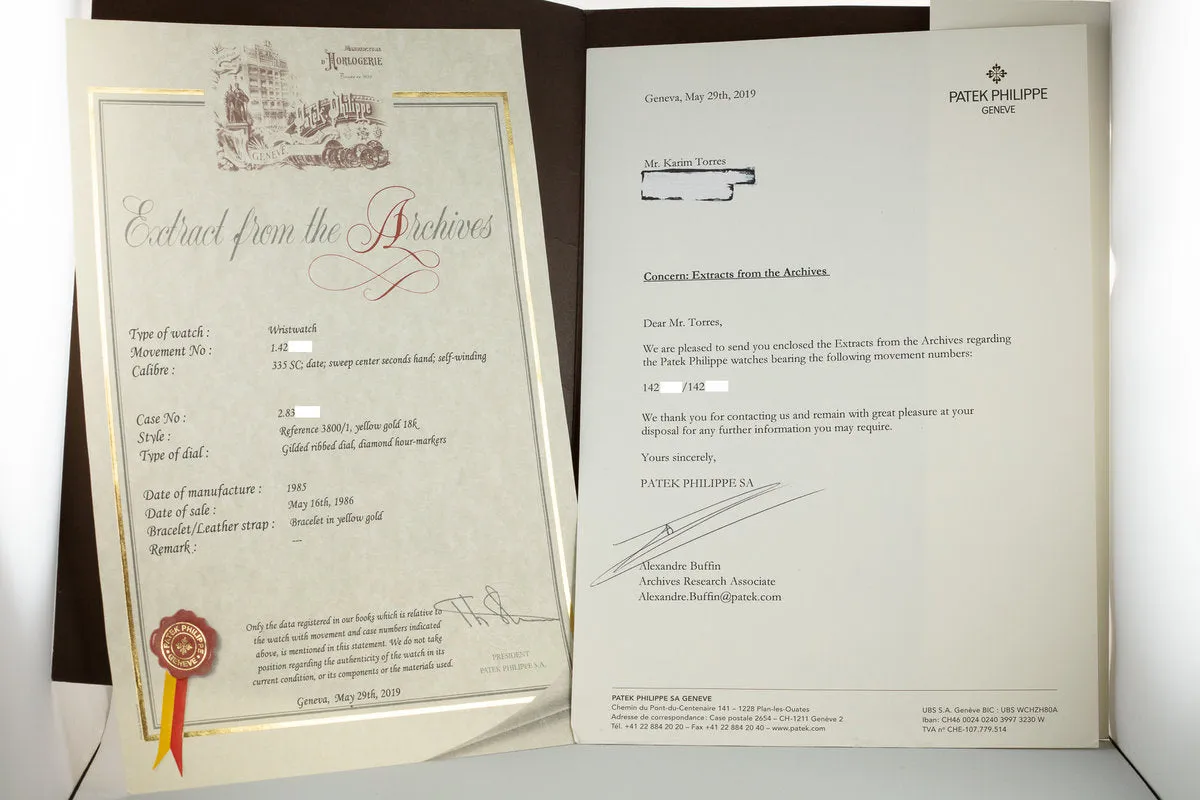 MANUFACTURE
D'HORLOGERIE
Patek Philippe
GENEVE
Extract from the Archives
Type of watch : Wristwatch
Movement No : 1.42
Calibre : 335 SC; date; sweep center seconds hand; self-winding
Case No : 2.83
Style : Reference 3800/1, yellow gold 18k
Type of dial : Gilded ribbed dial, diamond hour-markers
Date of manufacture : 1985
Date of sale : May 16th, 1986
Bracelet/Leather strap : Bracelet in yellow gold
Remark : ---
Only the data registered in our books which is relative to
the watch with movement and case numbers indicated
above, is mentioned in this statement. We do not take
position regarding the authenticity of the watch in its
current condition, or its components or the materials used.
Geneva, May 29th, 2019
PRESIDENT
PATEK PHILIPPE S.A.
PATEK PHILIPPE
GENEVE
PATEK PHILIPPE
GENEVE
Geneva, May 29th, 2019
Mr. Karim Torres
Concern: Extracts from the Archives
Dear Mr. Torres,
We are pleased to send you enclosed the Extracts from the Archives regarding
the Patek Philippe watches bearing the following movement numbers:
142 /142
We thank you for contacting us and remain with great pleasure at your
disposal for any further information you may require.
Yours sincerely,
PATEK PHILIPPE SA
Alexandre Buffin
Archives Research Associate
Alexandre.Buffin@patek.com
PATEK PHILIPPE SA GENEVE
Chemin du Pont-du-Centenaire 141 – 1228 Plan-les-Ouates
Adresse de correspondance: Case postale 2654 – CH-1211 Genève 2
Tél. +41 22 884 20 20 – Fax +41 22 884 20 40 – www.patek.com
UBS S.A. Genève BIC : UBS WCHZH80A
Iban: CH46 0024 0240 3997 3230 W
TVA n° CHE-107.779.514